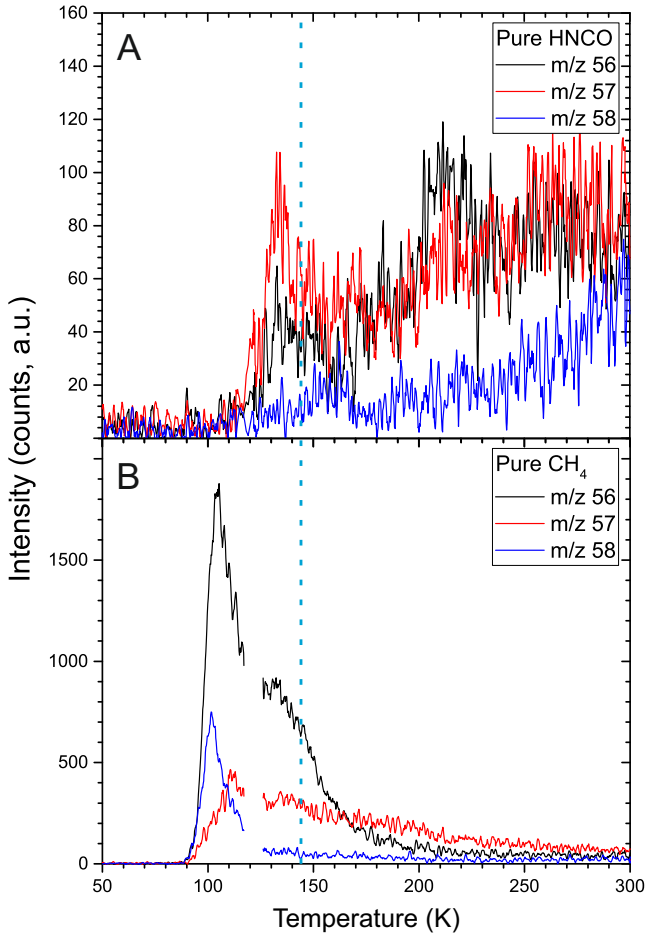 A
Pure HNCO
m/z 56
m/z 57
m/z 58
160
140
120
100
80
60
40
20
Intensity (counts, a.u.)
B
Pure CH₄
m/z 56
m/z 57
m/z 58
1500
1000
500
0
50 100 150 200 250 300
Temperature (K)